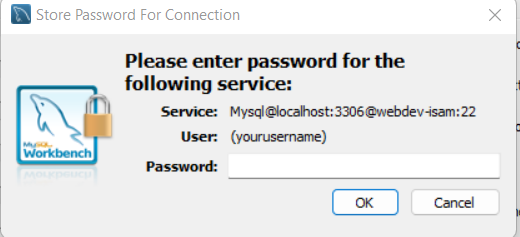 Store Password For Connection
Please enter password for the
following service:
Service: Mysql@localhost:3306@webdev-isam:22
User: (yourusername)
Password:
MySQL
Workbench
OK Cancel